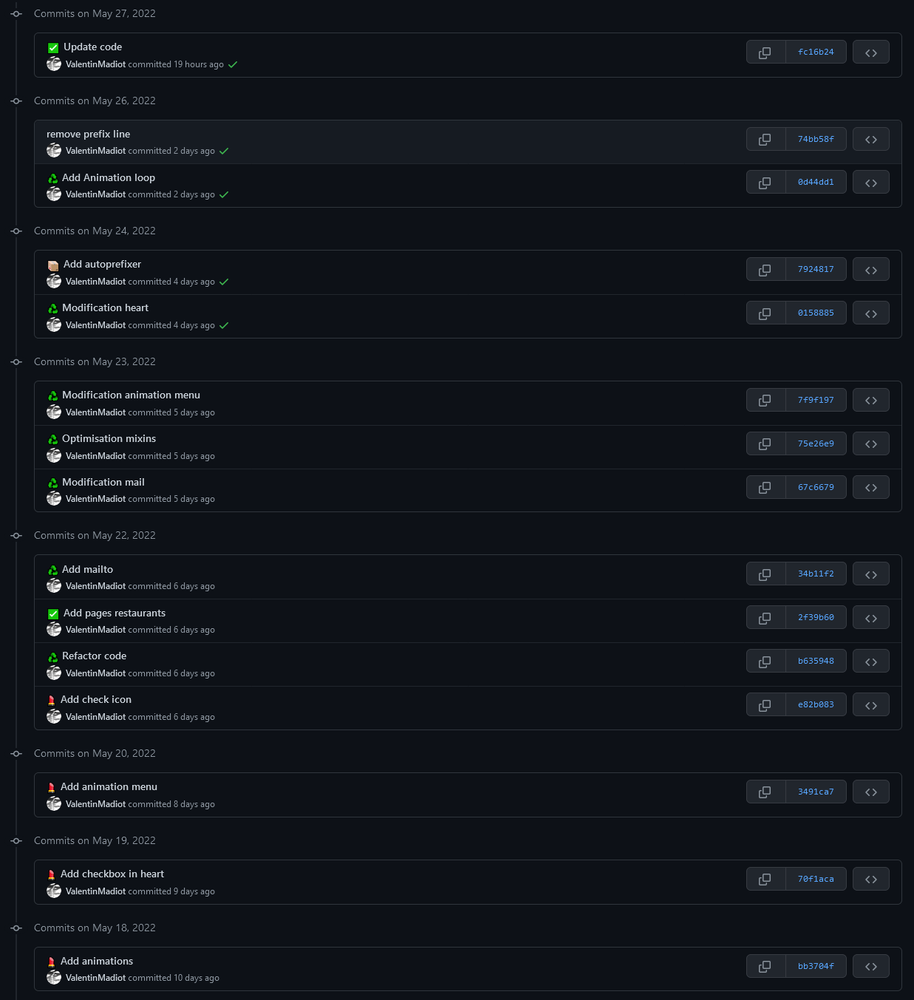 Commits on May 27, 2022
✅ Update code
fc16b24
ValentinMadiot committed 19 hours ago
Commits on May 26, 2022
remove prefix line
74bb58f
ValentinMadiot committed 2 days ago
♻️ Add Animation loop
0d44dd1
ValentinMadiot committed 2 days ago
Commits on May 24, 2022
📦 Add autoprefixer
7924817
ValentinMadiot committed 4 days ago
♻️ Modification heart
0158885
ValentinMadiot committed 4 days ago
Commits on May 23, 2022
♻️ Modification animation menu
7f9f197
ValentinMadiot committed 5 days ago
♻️ Optimisation mixins
75e26e9
ValentinMadiot committed 5 days ago
♻️ Modification mail
67c6679
ValentinMadiot committed 5 days ago
Commits on May 22, 2022
♻️ Add mailto
34b11f2
ValentinMadiot committed 6 days ago
✅ Add pages restaurants
2f39b60
ValentinMadiot committed 6 days ago
♻️ Refactor code
b635948
ValentinMadiot committed 6 days ago
💄 Add check icon
e82b083
ValentinMadiot committed 6 days ago
Commits on May 20, 2022
💄 Add animation menu
3491ca7
ValentinMadiot committed 8 days ago
Commits on May 19, 2022
💄 Add checkbox in heart
70f1aca
ValentinMadiot committed 9 days ago
Commits on May 18, 2022
💄 Add animations
bb3704f
ValentinMadiot committed 10 days ago